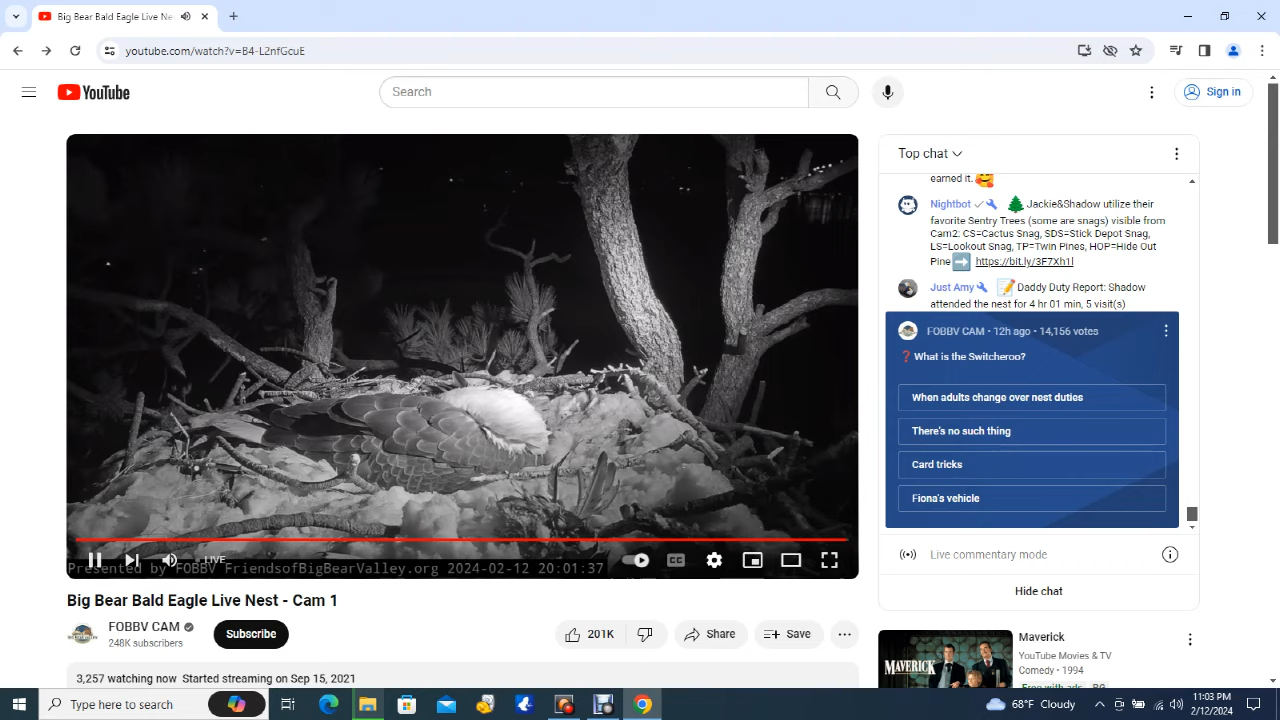 Big Bear Bald Eagle Live Ne
youtube.com/watch?v=B4-L2nfGcuE
YouTube
Search
Sign in
Top chat
earned it.
Nightbot Jackie&Shadow utilize their
favorite Sentry Trees (some are snags) visible from
Cam2: CS=Cactus Snag, SDS=Stick Depot Snag,
LS=Lookout Snag, TP=Twin Pines, HOP=Hide Out
Pine https://bit.ly/3F7Xh1l
Just Amy Daddy Duty Report: Shadow
attended the nest for 4 hr 01 min, 5 visit(s)
FOBBV CAM • 12h ago • 14,156 votes
What is the Switcheroo?
When adults change over nest duties
There's no such thing
Card tricks
Fiona's vehicle
Live commentary mode
Hide chat
LIVE
CC
Presented by FOBBV FriendsofBigBearValley.org 2024-02-12 20:01:37
Big Bear Bald Eagle Live Nest - Cam 1
FOBBV CAM
248K subscribers
Subscribe
201K
Share
Save
3,257 watching now Started streaming on Sep 15, 2021
MAVERICK
Maverick
YouTube Movies & TV
Comedy • 1994
Free with ads PG
Type here to search
68°F Cloudy
11:03 PM
2/12/2024